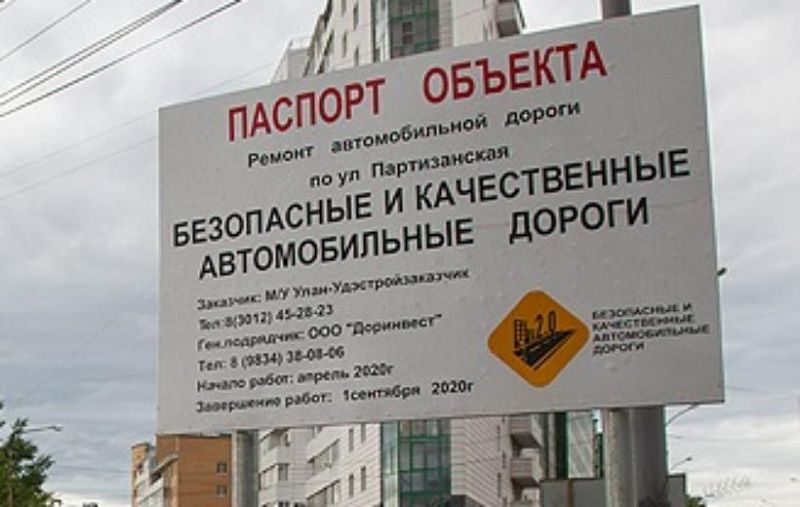 ПАСПОРТ ОБЪЕКТА
Ремонт автомобильной дороги
по ул Партизанская
БЕЗОПАСНЫЕ И КАЧЕСТВЕННЫЕ
АВТОМОБИЛЬНЫЕ ДОРОГИ
Заказчик: М/У Улан-Удэстройзаказчик
Тел:8(3012) 45-28-23
Ген.подрядчик: ООО "Доринвест"
Тел: 8 (9834) 38-08-06
Начало работ: апрель 2020г
Завершение работ: 1сентября 2020г
2.0
БЕЗОПАСНЫЕ И
КАЧЕСТВЕННЫЕ
АВТОМОБИЛЬНЫЕ
ДОРОГИ